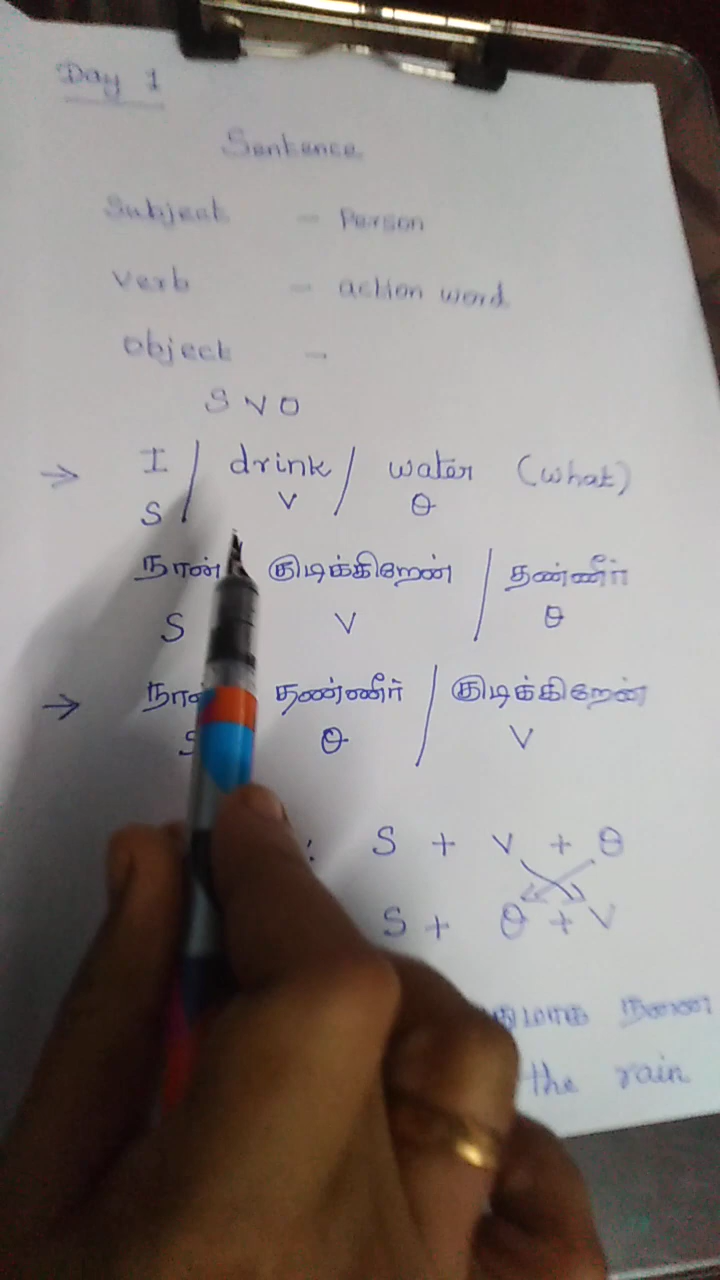 Day 1
Sentence
Subject - Person
Verb - action word
Object -
S V O
→ I / drink / water (what)
S V O
நான் குடிக்கிறேன் / தண்ணீர்
S V O
→ நான் தண்ணீர் / குடிக்கிறேன்
S O V
: S + V + O
S + O + V
the rain